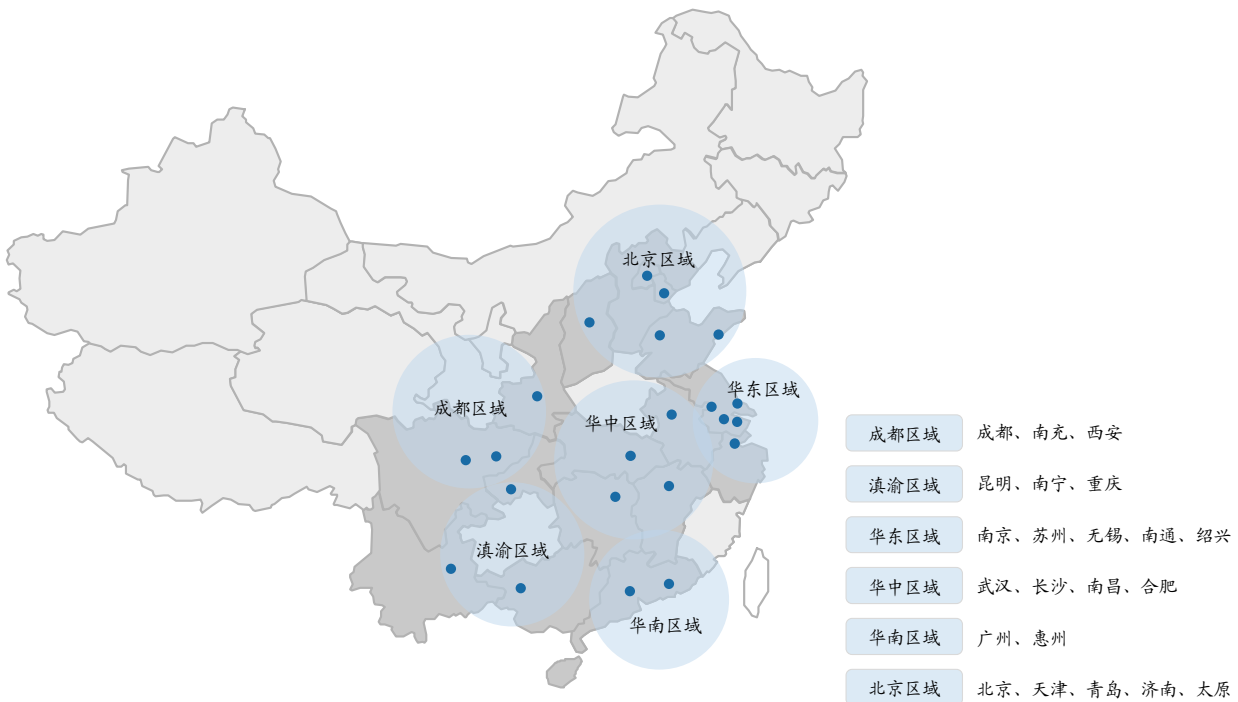 北京区域
华东区域
成都区域
华中区域
滇渝区域
华南区域
成都区域 成都、南充、西安
滇渝区域 昆明、南宁、重庆
华东区域 南京、苏州、无锡、南通、绍兴
华中区域 武汉、长沙、南昌、合肥
华南区域 广州、惠州
北京区域 北京、天津、青岛、济南、太原